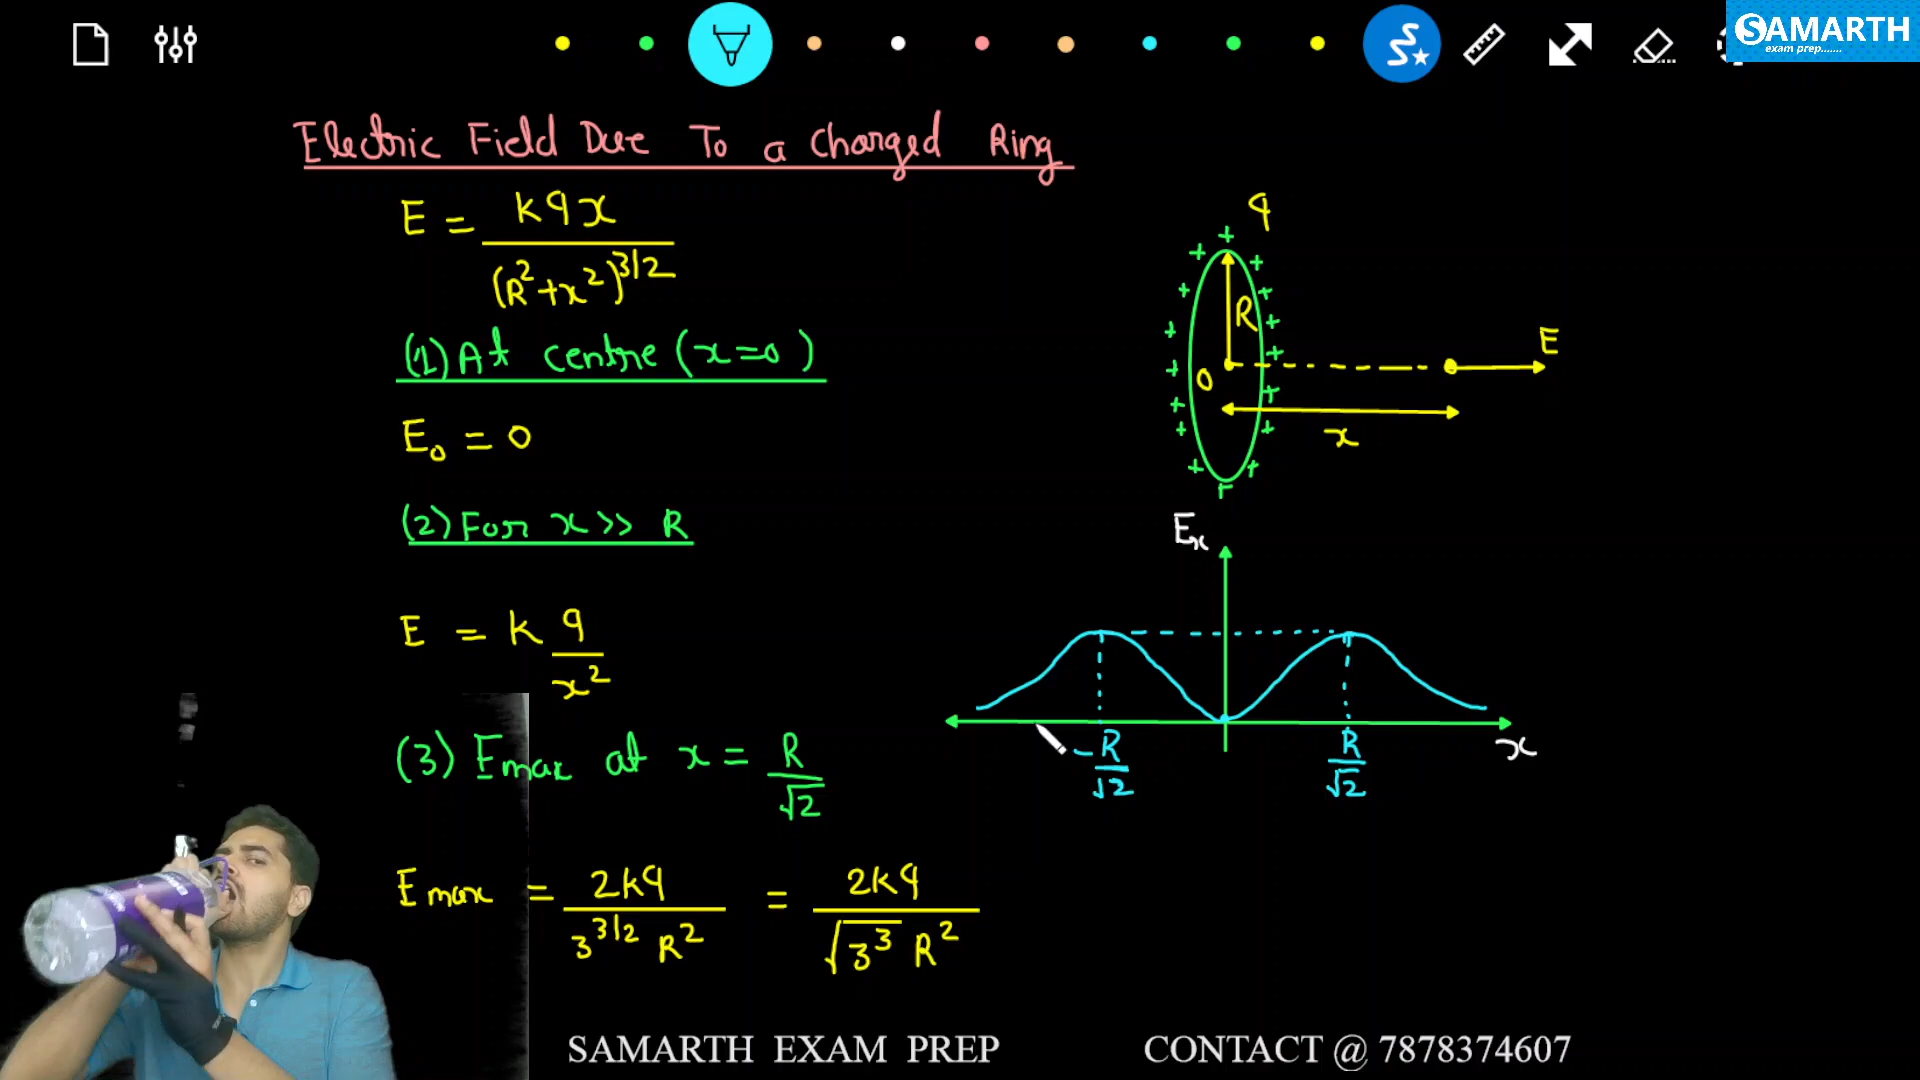 SAMARTH
exam prep.......
Electric Field Due To a Charged Ring
E = kqx / (R²+x²)^3/2
(1) At centre (x=0)
E₀ = 0
(2) For x >> R
E = k q / x²
(3) Emax at x = R / √2
Emax = 2kq / 3^3/2 R² = 2kq / √3³ R²
q
R
E
O
x
Ex
-R / √2
R / √2
x
SAMARTH EXAM PREP
CONTACT @ 7878374607